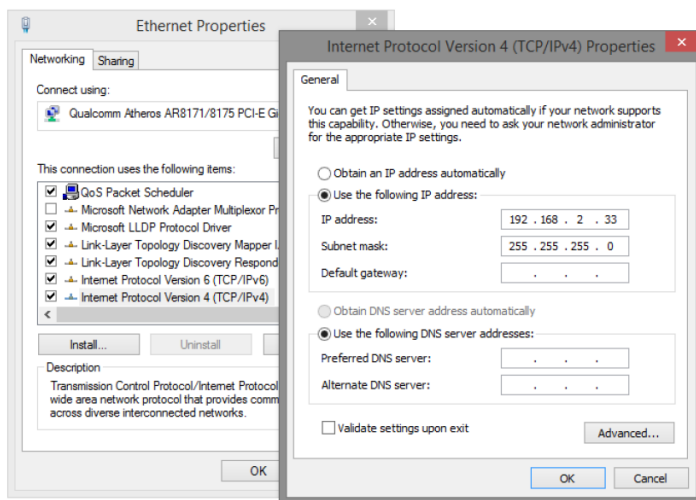 Ethernet Properties
Networking
Sharing
Connect using:
Qualcomm Atheros AR8171/8175 PCI-E Gi
This connection uses the following items:
QoS Packet Scheduler
Microsoft Network Adapter Multiplexor Pr
Microsoft LLDP Protocol Driver
Link-Layer Topology Discovery Mapper I.
Link-Layer Topology Discovery Respond
Internet Protocol Version 6 (TCP/IPv6)
Internet Protocol Version 4 (TCP/IPv4)
Install...
Uninstall
Description
Transmission Control Protocol/Internet Protocol
wide area network protocol that provides comm
across diverse interconnected networks.
OK
Internet Protocol Version 4 (TCP/IPv4) Properties
General
You can get IP settings assigned automatically if your network supports
this capability. Otherwise, you need to ask your network administrator
for the appropriate IP settings.
Obtain an IP address automatically
Use the following IP address:
IP address: 192 . 168 . 2 . 33
Subnet mask: 255 . 255 . 255 . 0
Default gateway: . . .
Obtain DNS server address automatically
Use the following DNS server addresses:
Preferred DNS server: . . .
Alternate DNS server: . . .
Validate settings upon exit
Advanced...
OK
Cancel